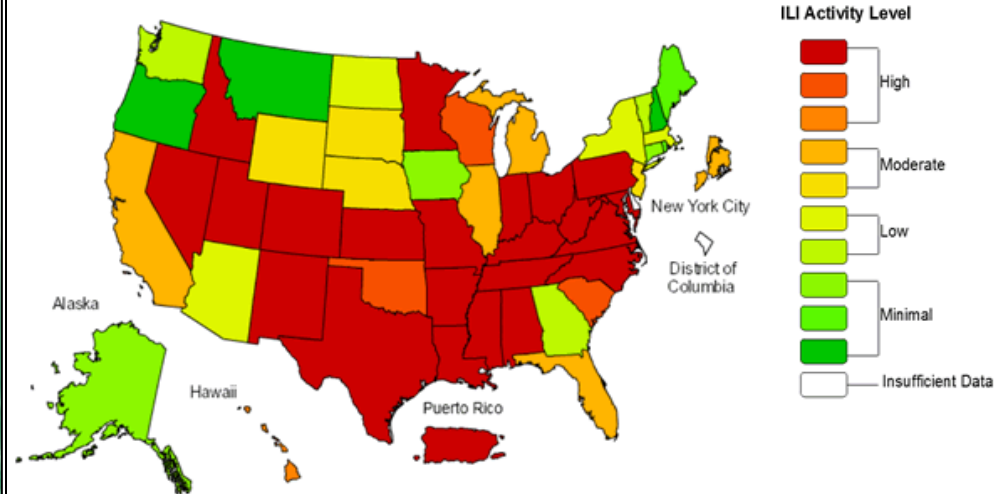 ILI Activity Level
High
Moderate
Low
Minimal
Insufficient Data
New York City
District of
Columbia
Alaska
Hawaii
Puerto Rico